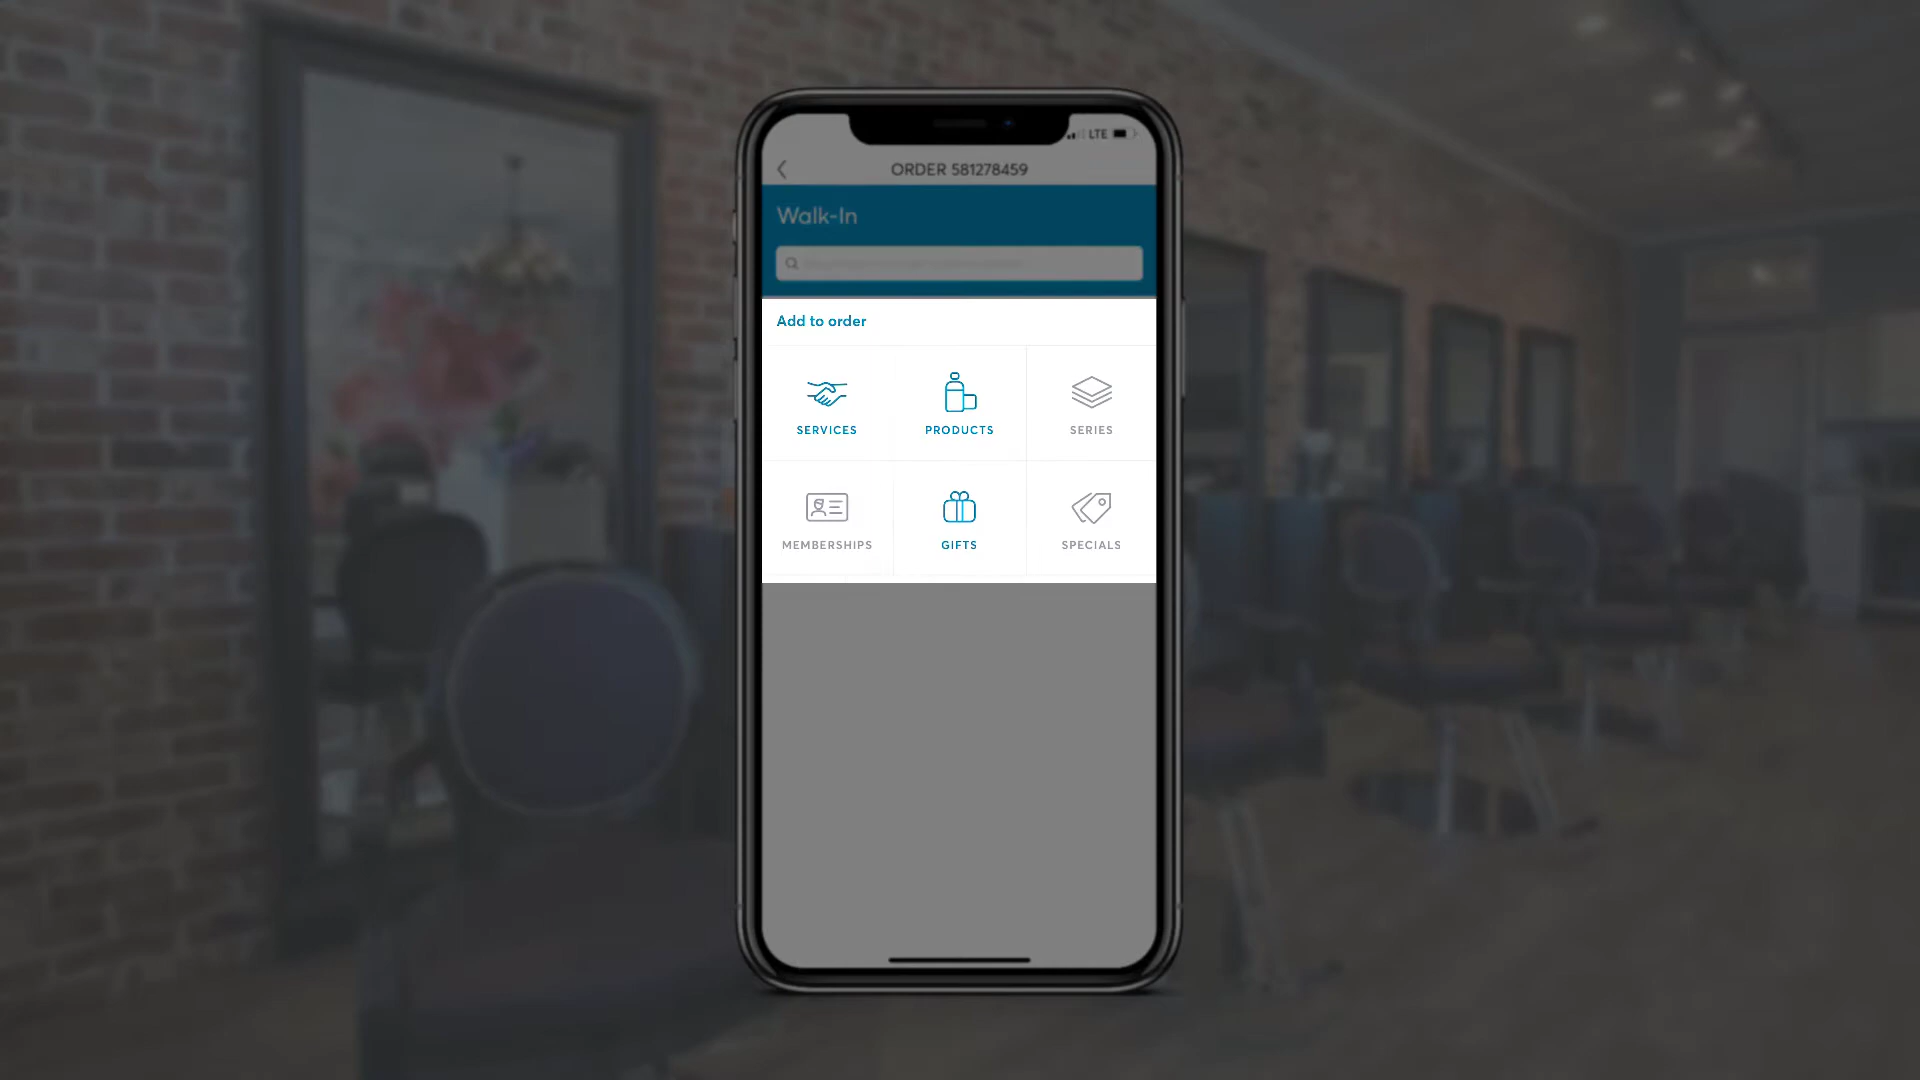 LTE
ORDER 581278459
Walk-In
Add to order
SERVICES
PRODUCTS
SERIES
MEMBERSHIPS
GIFTS
SPECIALS